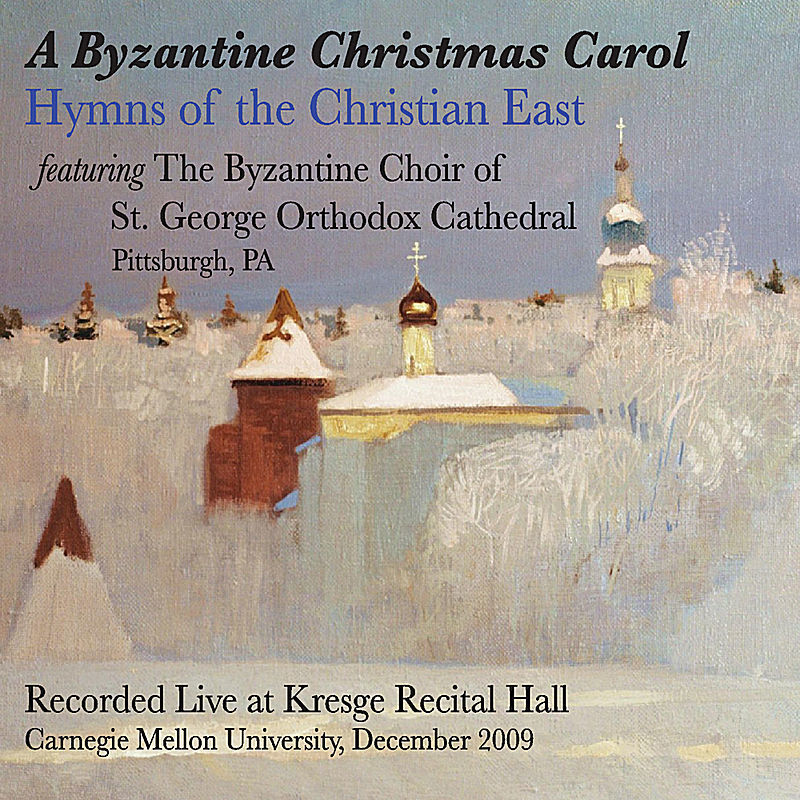 A Byzantine Christmas Carol
Hymns of the Christian East
featuring The Byzantine Choir of
St. George Orthodox Cathedral
Pittsburgh, PA
Recorded Live at Kresge Recital Hall
Carnegie Mellon University, December 2009